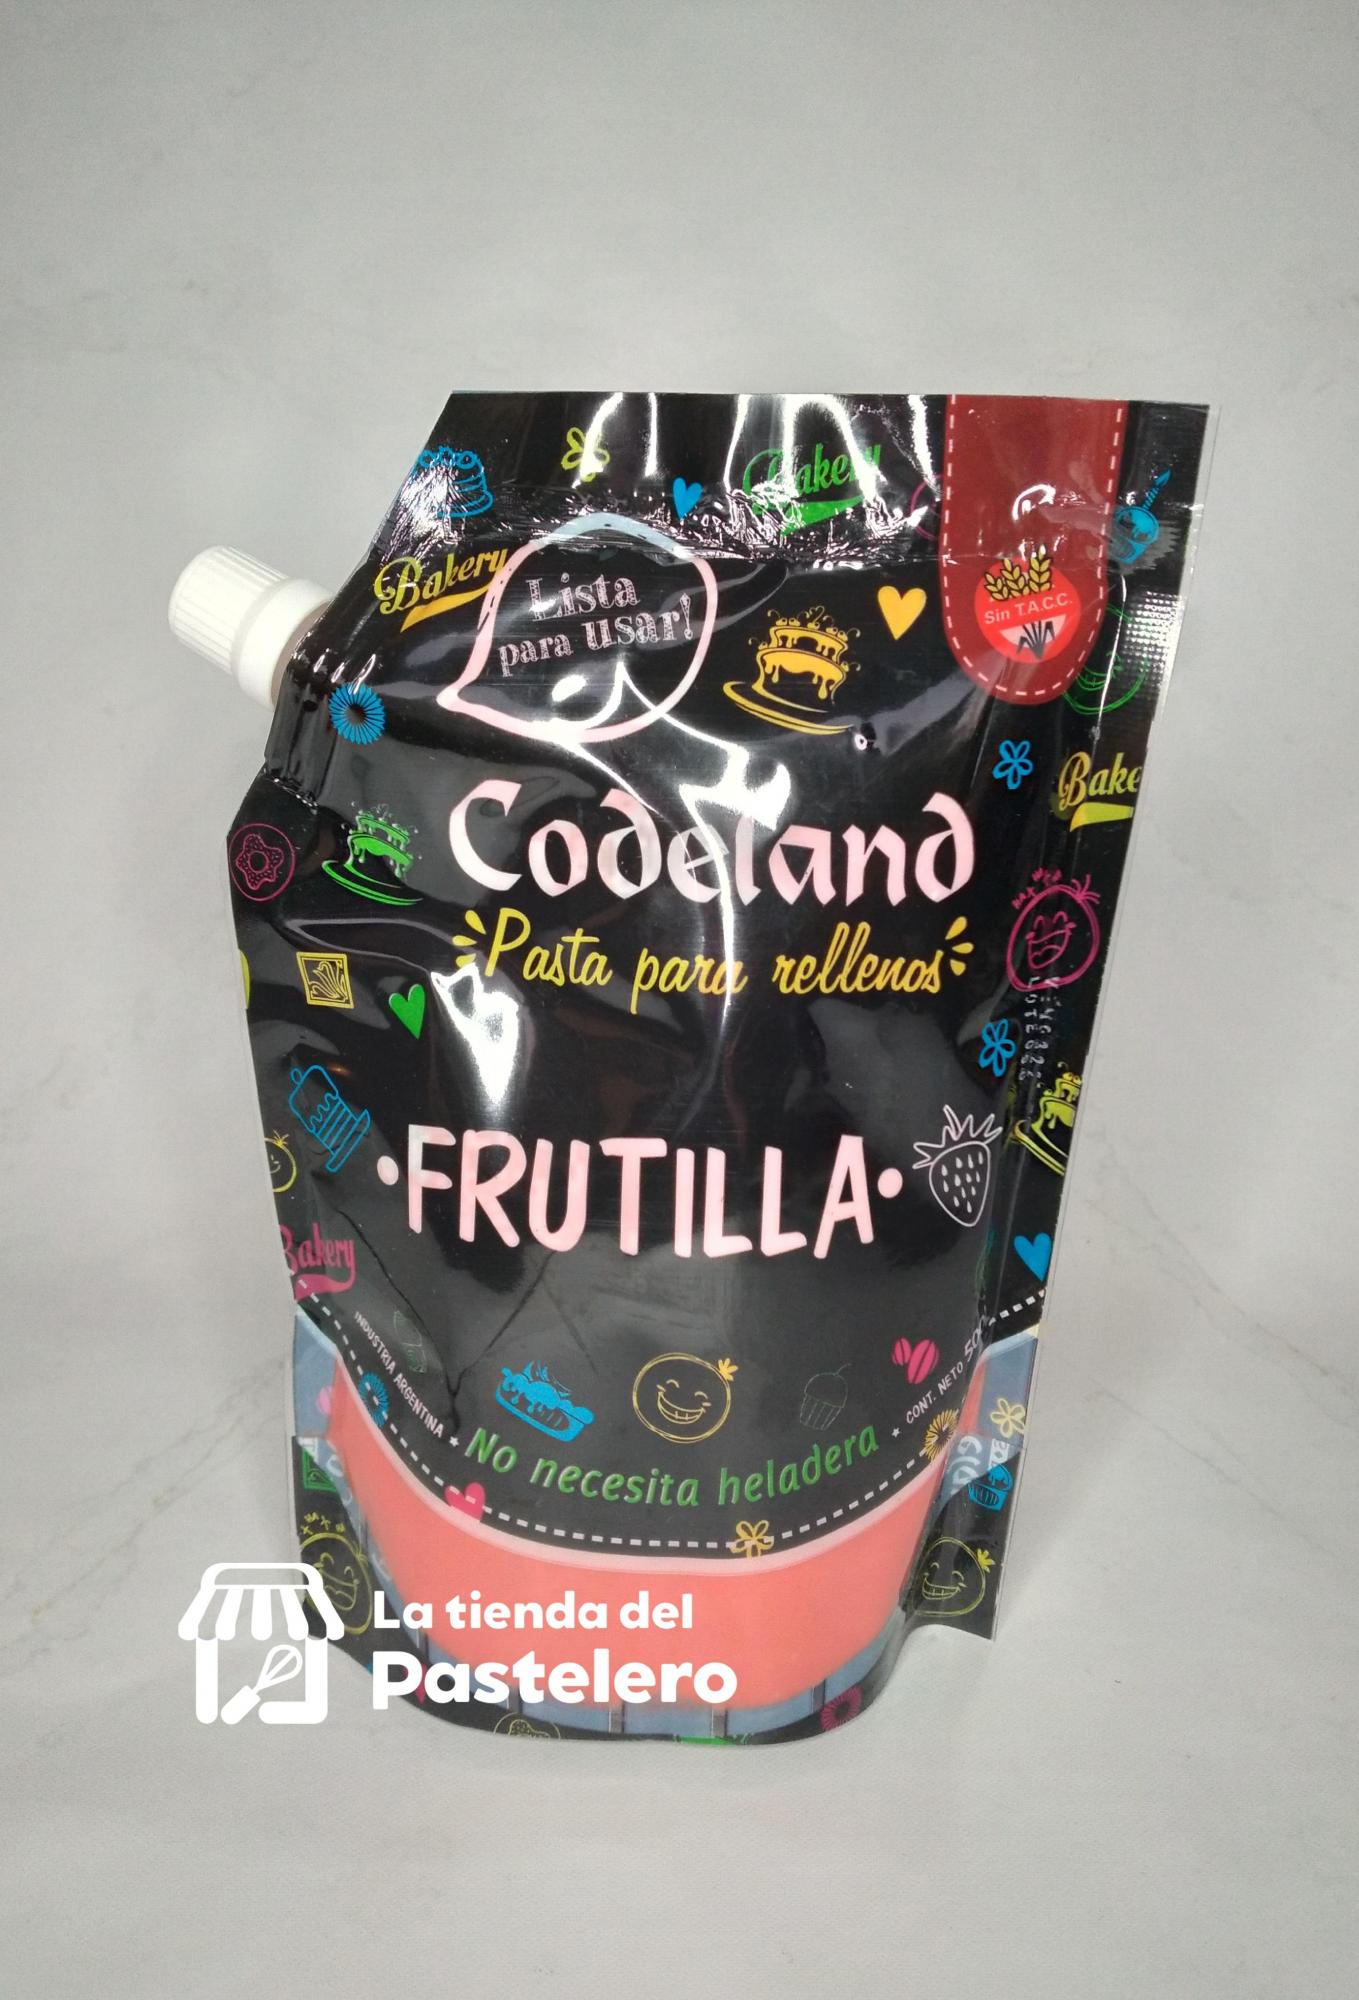 Bakery
Bakery
Lista
para usar!
Sin T.A.C.C.
Bake
Codeland
Pasta para rellenos
•FRUTILLA•
Bakery
INDUSTRIA ARGENTINA
No necesita heladera
CONT. NETO
La tienda del
Pastelero